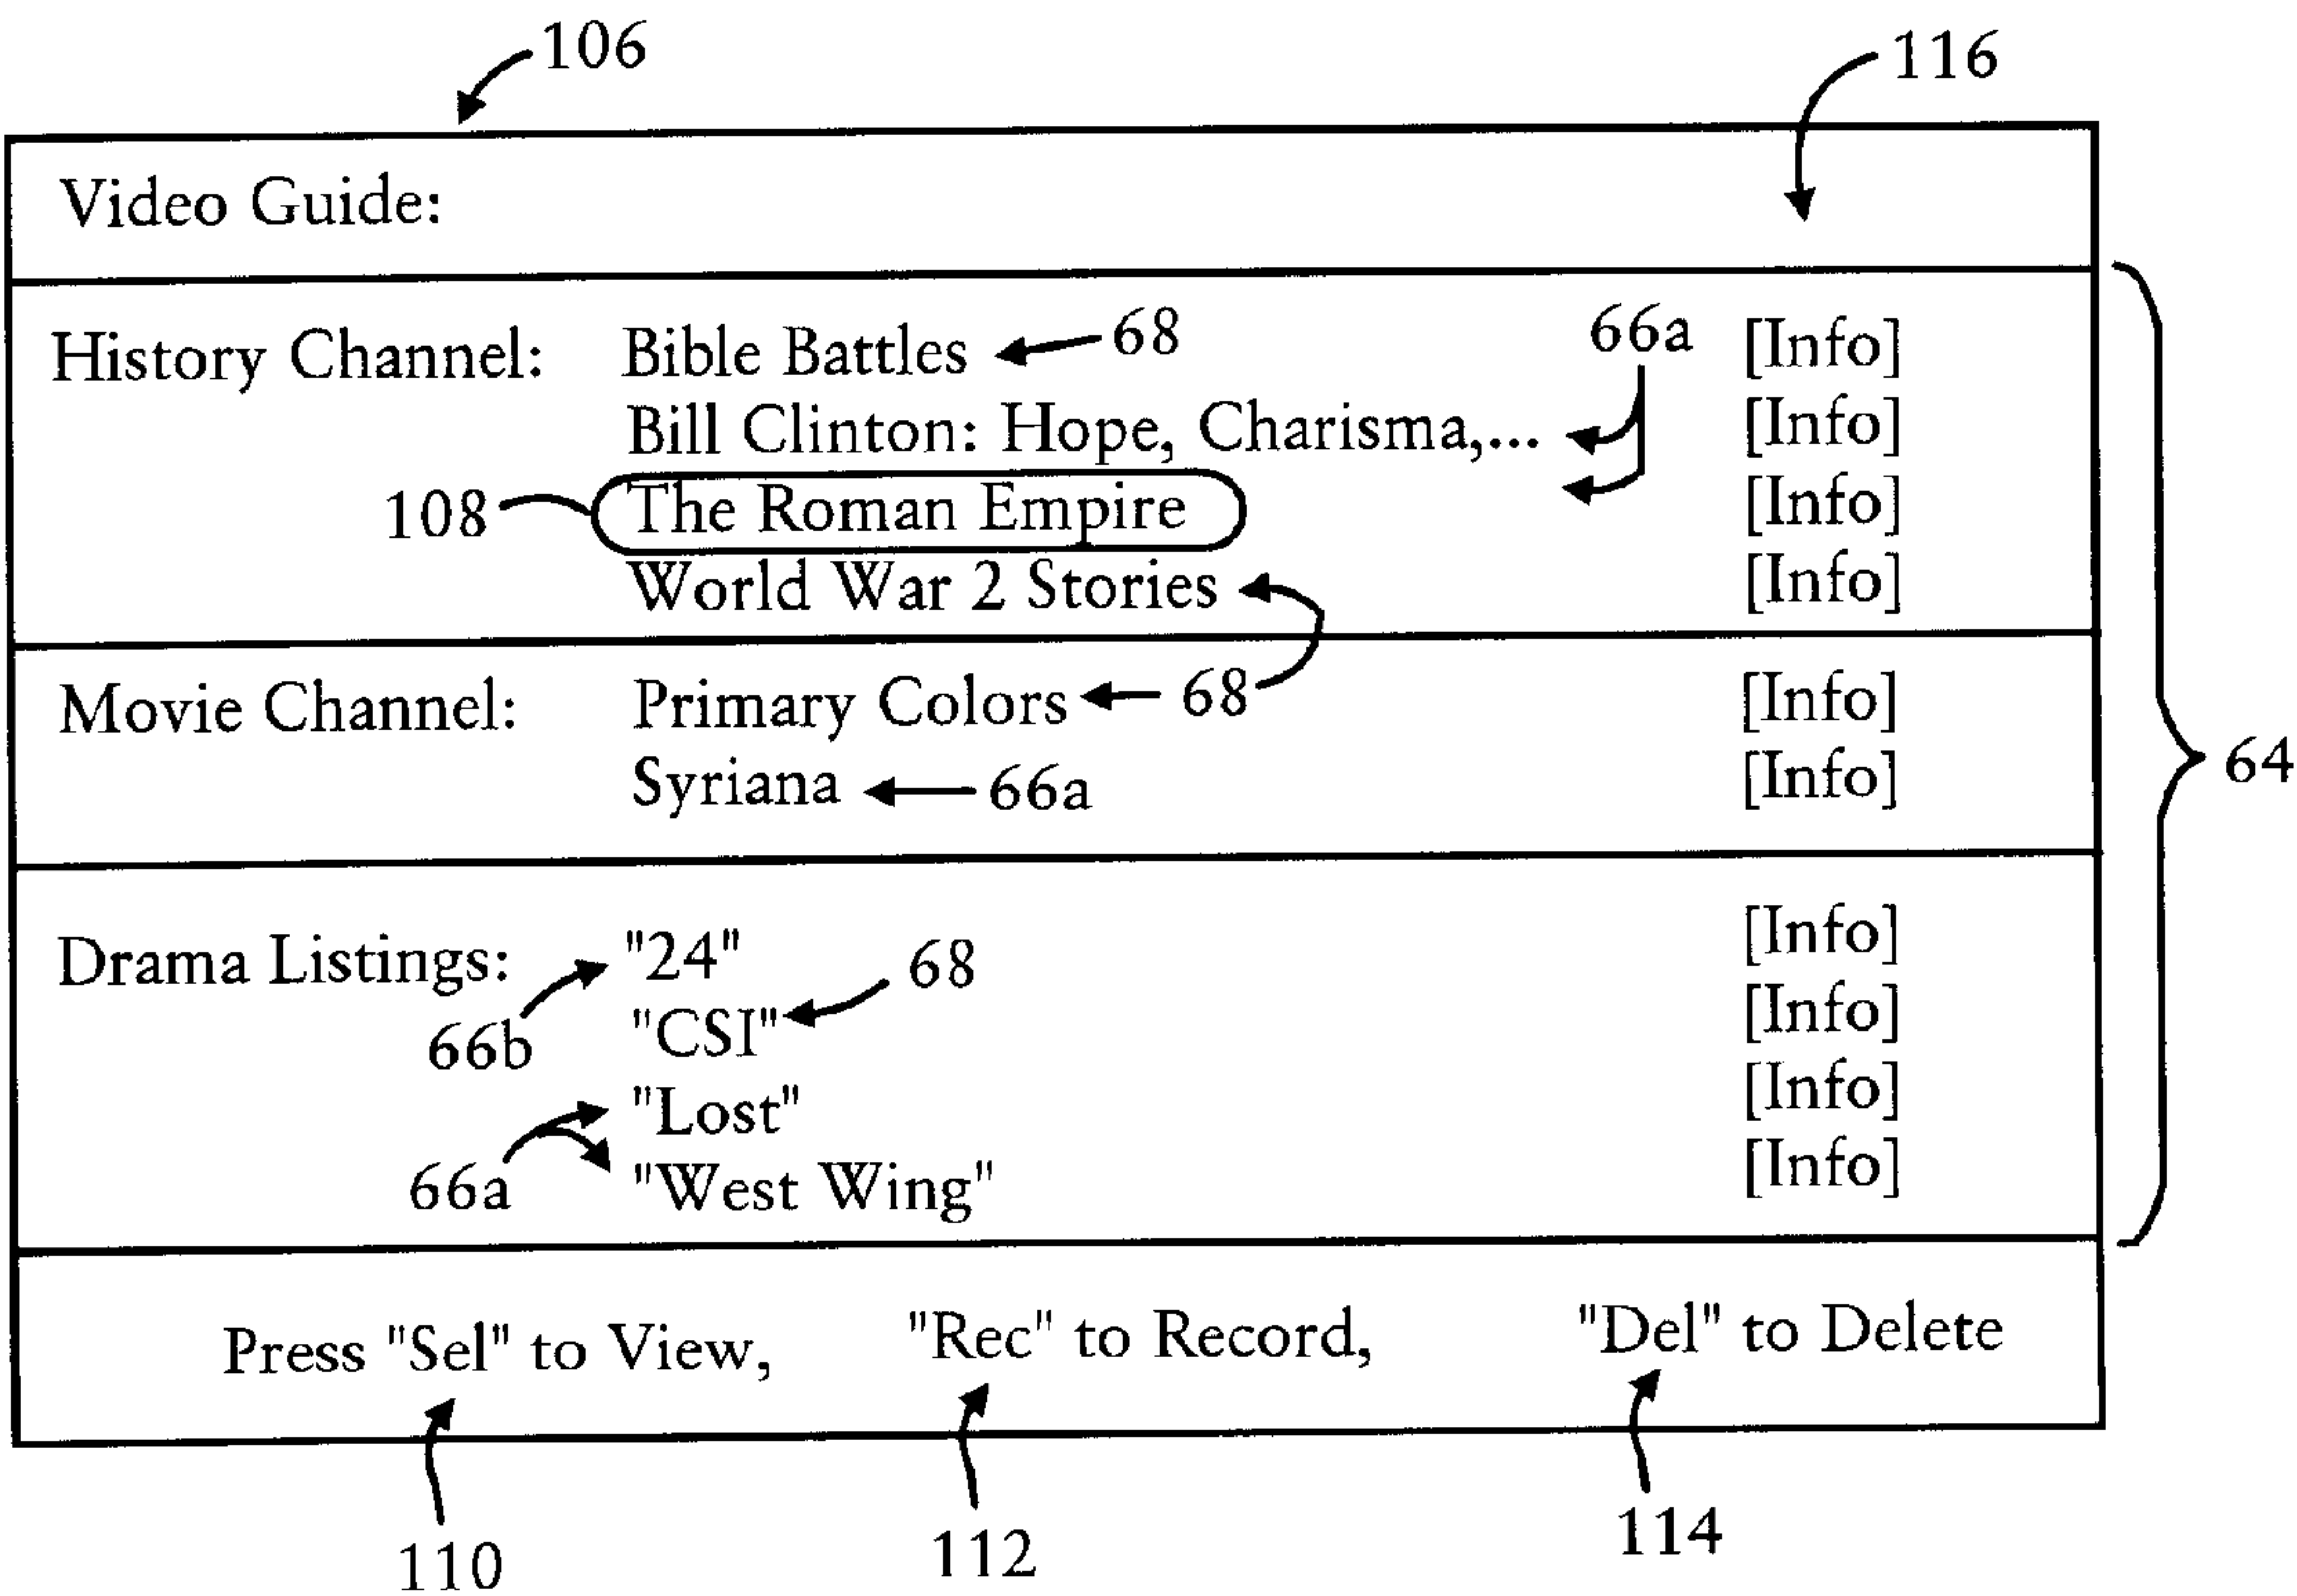 106
116
Video Guide:
History Channel: Bible Battles 68 66a [Info]
Bill Clinton: Hope, Charisma,... [Info]
108 The Roman Empire [Info]
World War 2 Stories [Info]
Movie Channel: Primary Colors 68 [Info]
Syriana 66a [Info]
64
Drama Listings: "24" 68 [Info]
66b "CSI" [Info]
"Lost" [Info]
66a "West Wing" [Info]
Press "Sel" to View, "Rec" to Record, "Del" to Delete
110 112 114